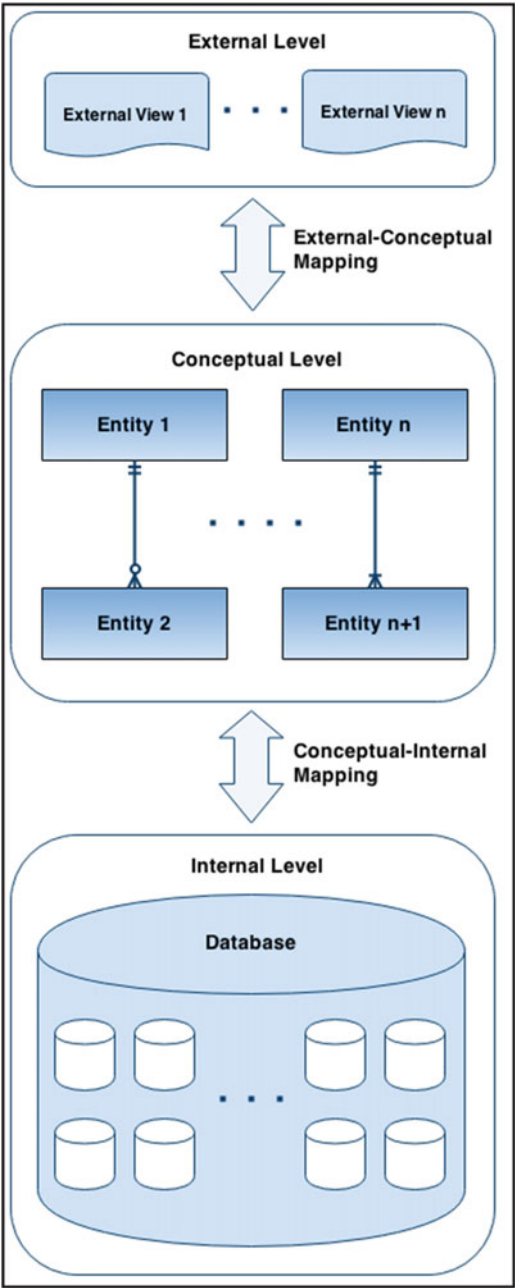 External Level
External View 1
External View n
External-Conceptual
Mapping
Conceptual Level
Entity 1
Entity n
Entity 2
Entity n+1
Conceptual-Internal
Mapping
Internal Level
Database